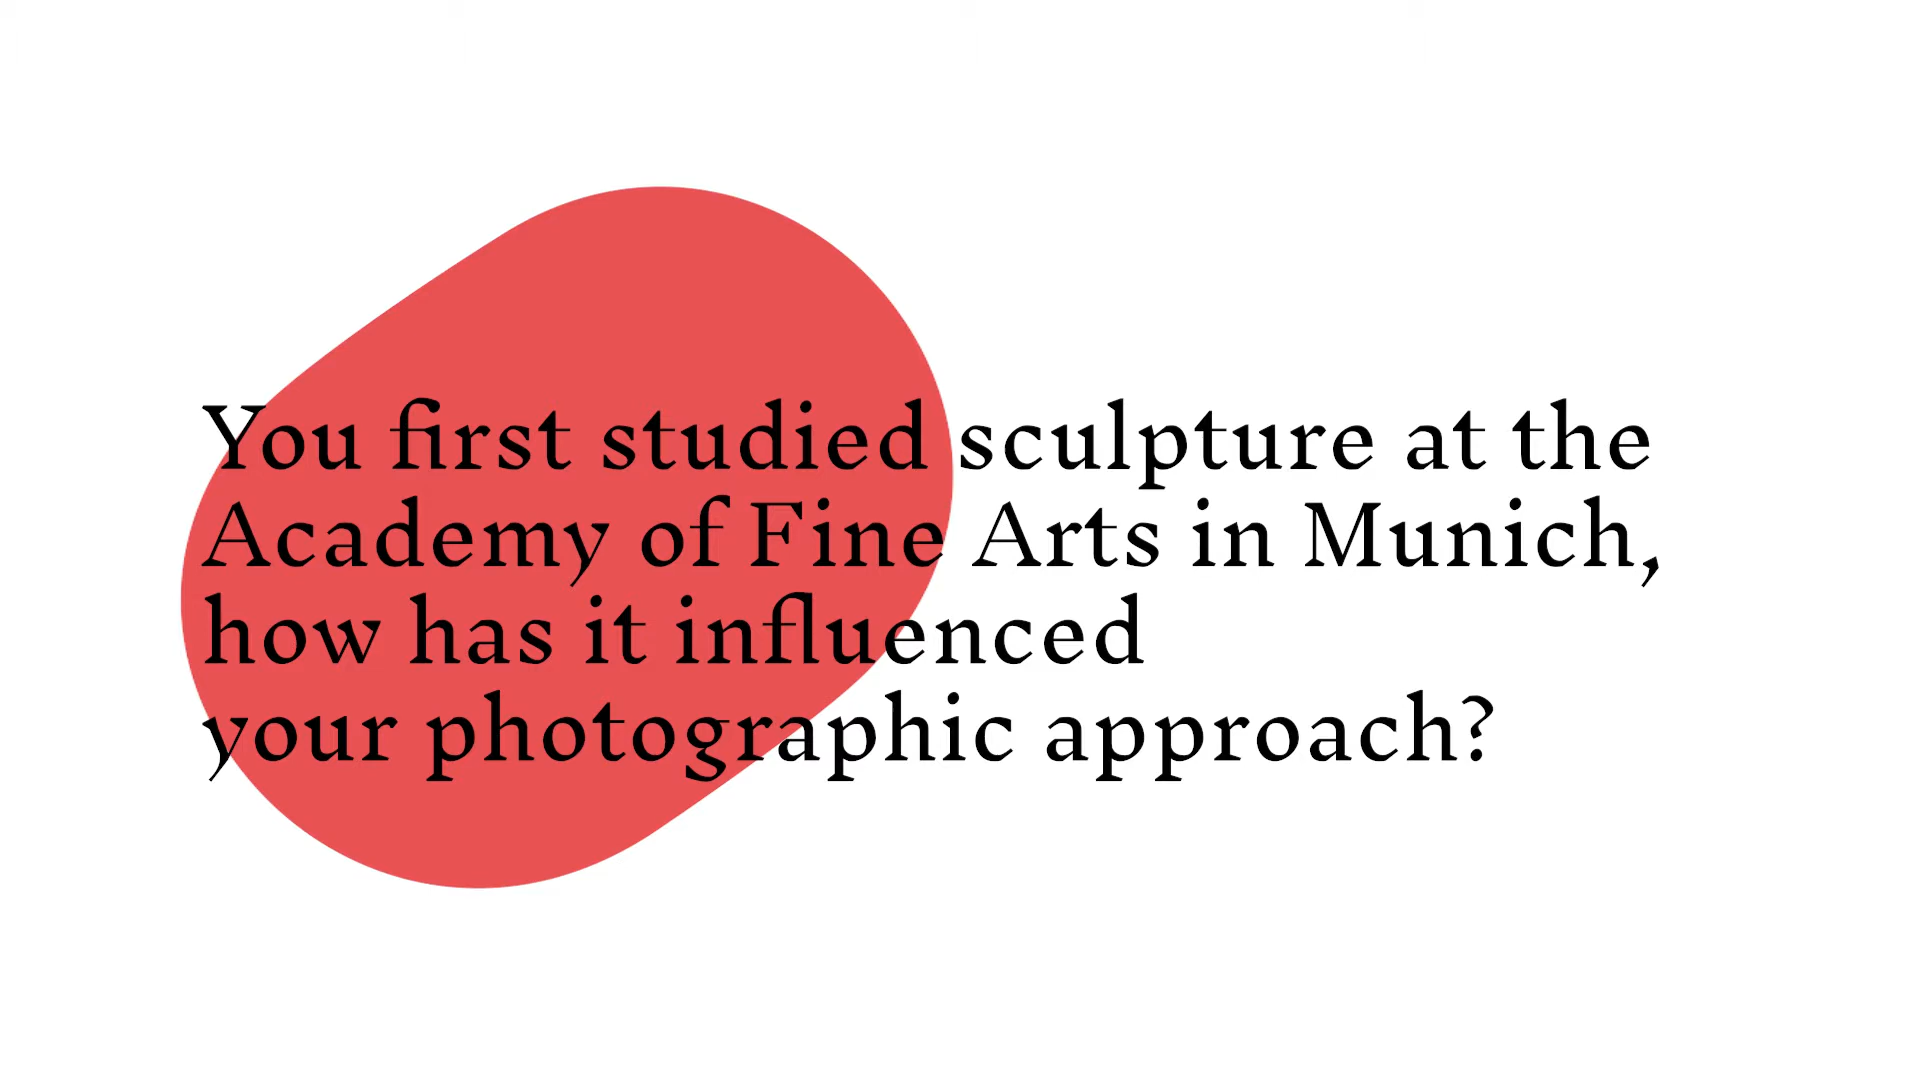 You first studied sculpture at the
Academy of Fine Arts in Munich,
how has it influenced
your photographic approach?